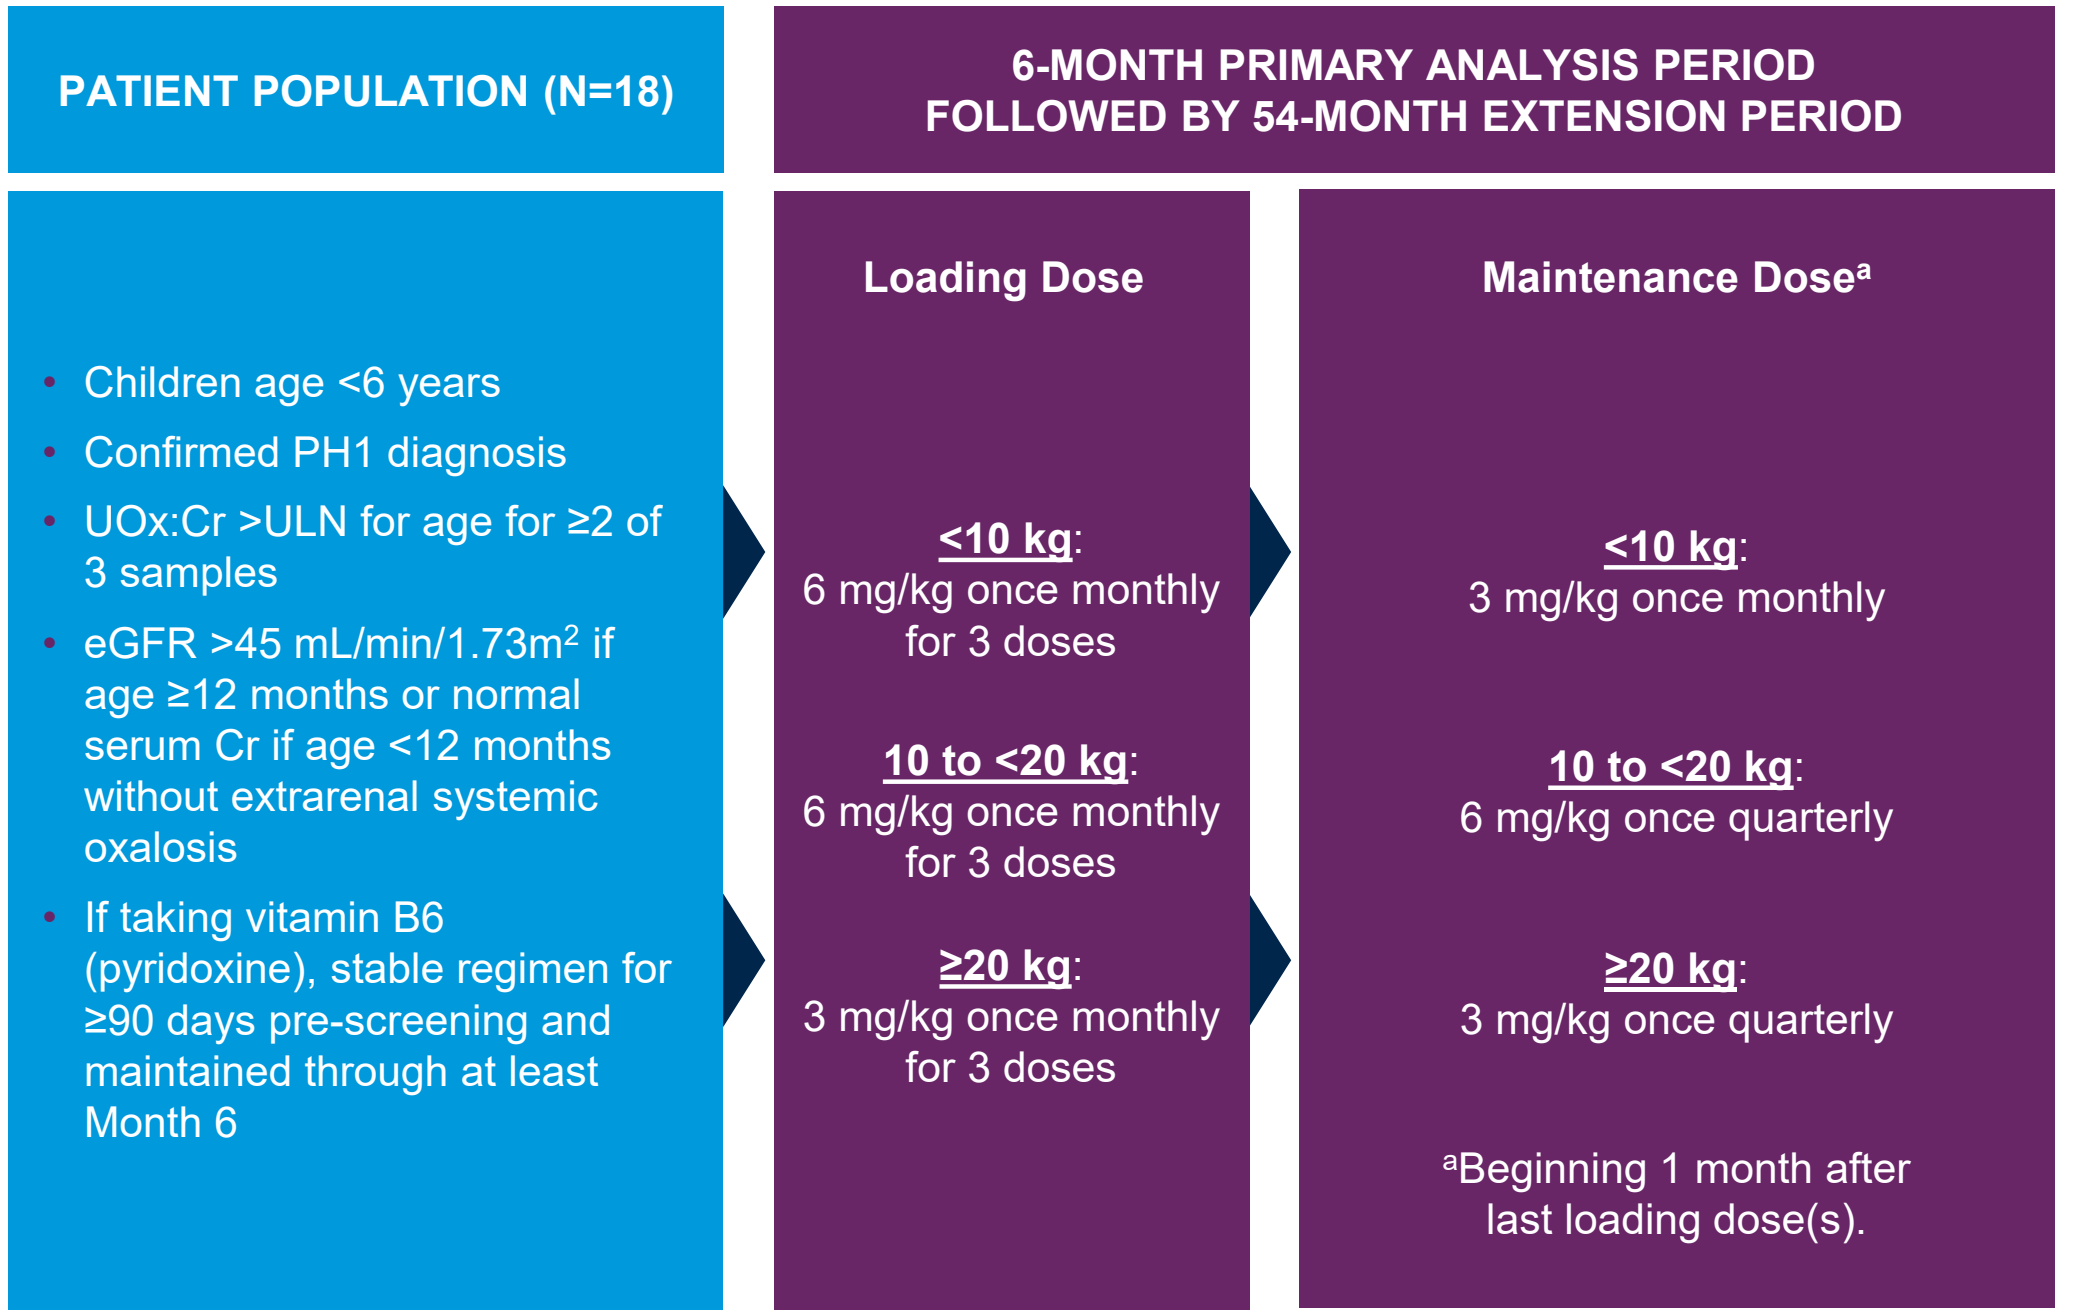 PATIENT POPULATION (N=18)
6-MONTH PRIMARY ANALYSIS PERIOD
FOLLOWED BY 54-MONTH EXTENSION PERIOD
• Children age <6 years
• Confirmed PH1 diagnosis
• UOx:Cr >ULN for age for ≥2 of
3 samples
• eGFR >45 mL/min/1.73m² if
age ≥12 months or normal
serum Cr if age <12 months
without extrarenal systemic
oxalosis
• If taking vitamin B6
(pyridoxine), stable regimen for
≥90 days pre-screening and
maintained through at least
Month 6
Loading Dose
<10 kg:
6 mg/kg once monthly
for 3 doses
10 to <20 kg:
6 mg/kg once monthly
for 3 doses
≥20 kg:
3 mg/kg once monthly
for 3 doses
Maintenance Doseᵃ
<10 kg:
3 mg/kg once monthly
10 to <20 kg:
6 mg/kg once quarterly
≥20 kg:
3 mg/kg once quarterly
ᵃBeginning 1 month after
last loading dose(s).